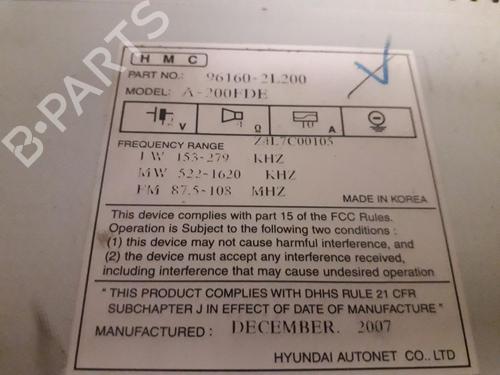 B-PARTS
HMC
PART NO.: 96160-2L200
MODEL: A-200FDE
V Ω 10 A
FREQUENCY RANGE Z4L7C00105
LW 153-279 KHZ
MW 522-1620 KHZ
FM 87.5-108 MHZ
MADE IN KOREA
This device complies with part 15 of the FCC Rules.
Operation is Subject to the following two conditions :
(1) this device may not cause harmful interference, and
(2) the device must accept any interference received,
including interference that may cause undesired operation
" THIS PRODUCT COMPLIES WITH DHHS RULE 21 CFR
SUBCHAPTER J IN EFFECT OF DATE OF MANUFACTURE "
MANUFACTURED : DECEMBER. 2007
HYUNDAI AUTONET CO., LTD